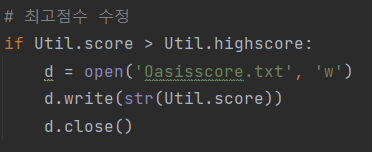 # 최고점수 수정
if Util.score > Util.highscore:
    d = open('Oasisscore.txt', 'w')
    d.write(str(Util.score))
    d.close()